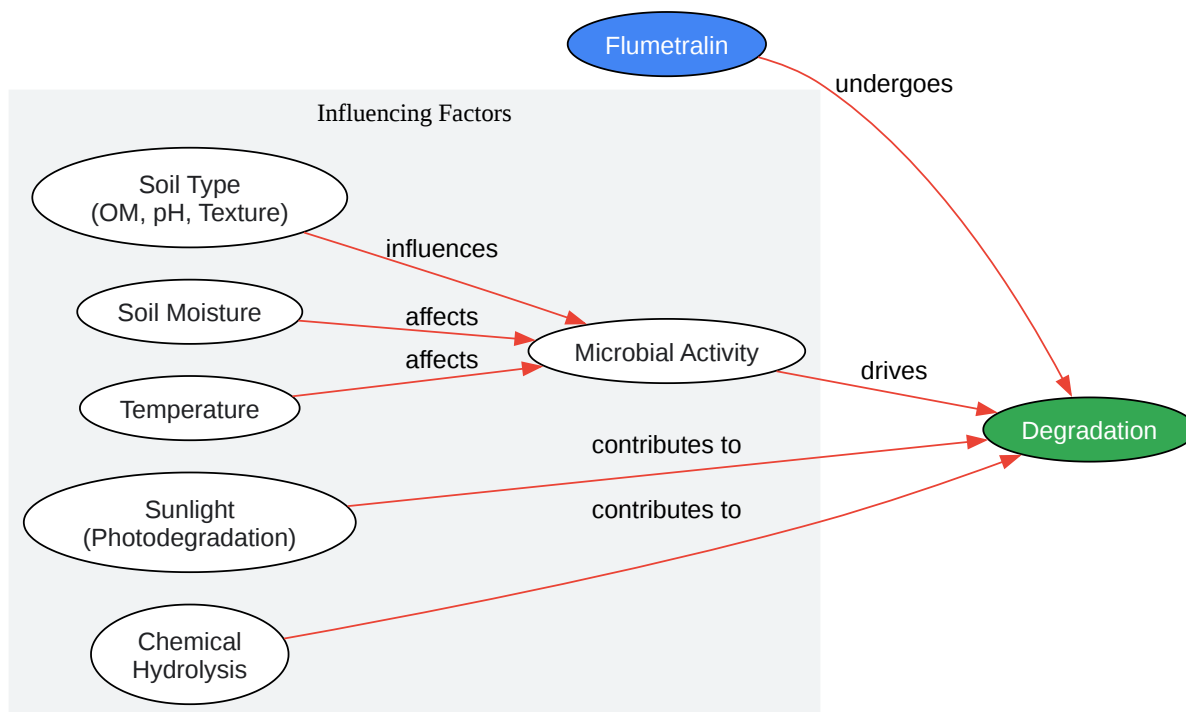 Flumetralin
undergoes
Influencing Factors
Soil Type
(OM, pH, Texture)
influences
Soil Moisture
affects
Microbial Activity
affects
Temperature
drives
Degradation
contributes to
Sunlight
(Photodegradation)
contributes to
Chemical
Hydrolysis